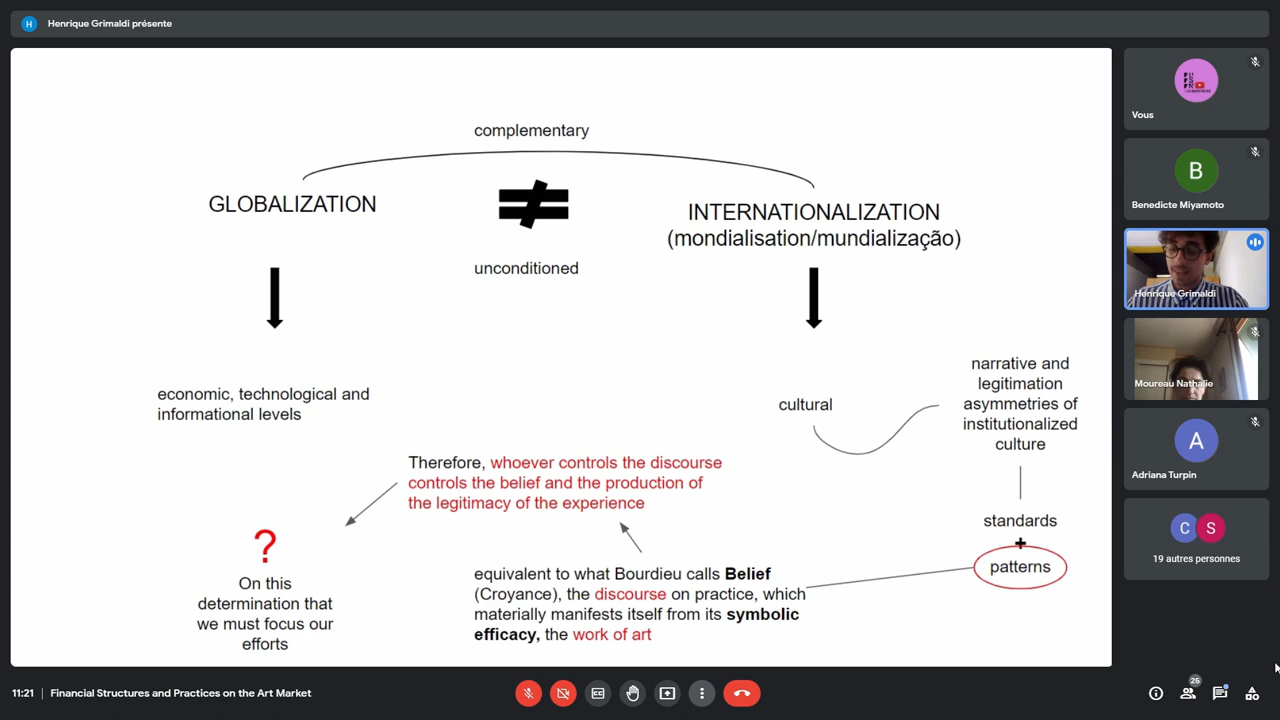 H
Henrique Grimaldi présente
complementary
GLOBALIZATION
≠
INTERNATIONALIZATION
(mondialisation/mundialização)
unconditioned
economic, technological and
informational levels
cultural
narrative and
legitimation
asymmetries of
institutionalized
culture
standards
+
patterns
equivalent to what Bourdieu calls Belief
(Croyance), the discourse on practice, which
materially manifests itself from its symbolic
efficacy, the work of art
Therefore, whoever controls the discourse
controls the belief and the production of
the legitimacy of the experience
?
On this
determination that
we must focus our
efforts
Vous
B
Benedicte Miyamoto
Henrique Grimaldi
Moureau Nathalie
A
Adriana Turpin
C S
19 autres personnes
11:21 | Financial Structures and Practices on the Art Market
25